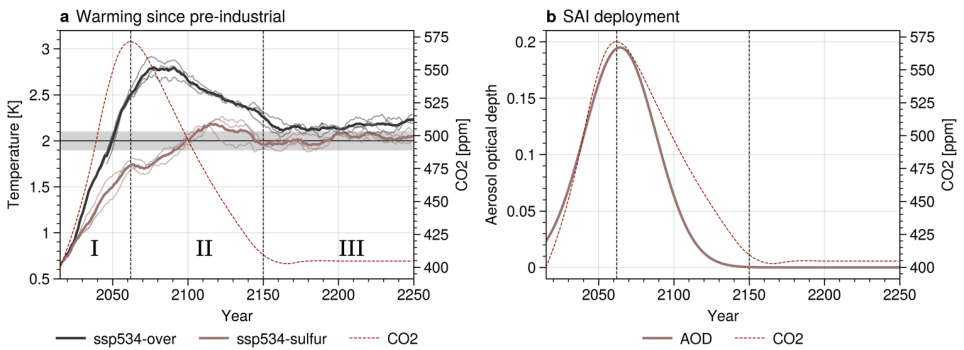 a Warming since pre-industrial
Temperature [K]
3
2.5
2
1.5
1
0.5
I
II
III
575
550
525
500
475
450
425
400
CO2 [ppm]
2050
2100
2150
2200
2250
Year
ssp534-over
ssp534-sulfur
CO2
b SAI deployment
Aerosol optical depth
0.2
0.15
0.1
0.05
0
575
550
525
500
475
450
425
400
CO2 [ppm]
2050
2100
2150
2200
2250
Year
AOD
CO2